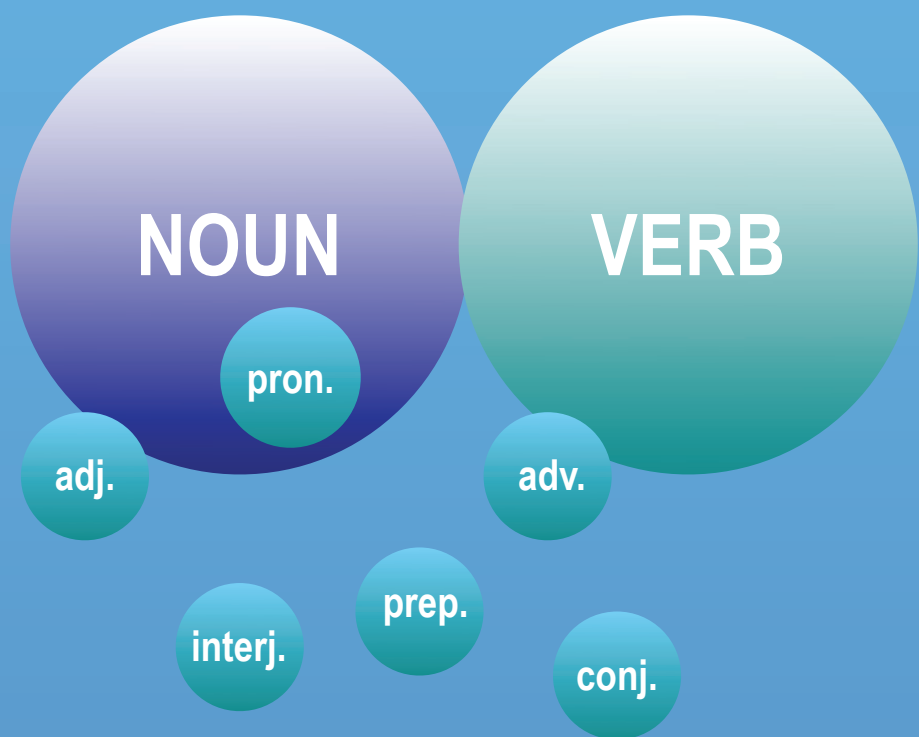 NOUN
VERB
pron.
adj.
adv.
prep.
interj.
conj.